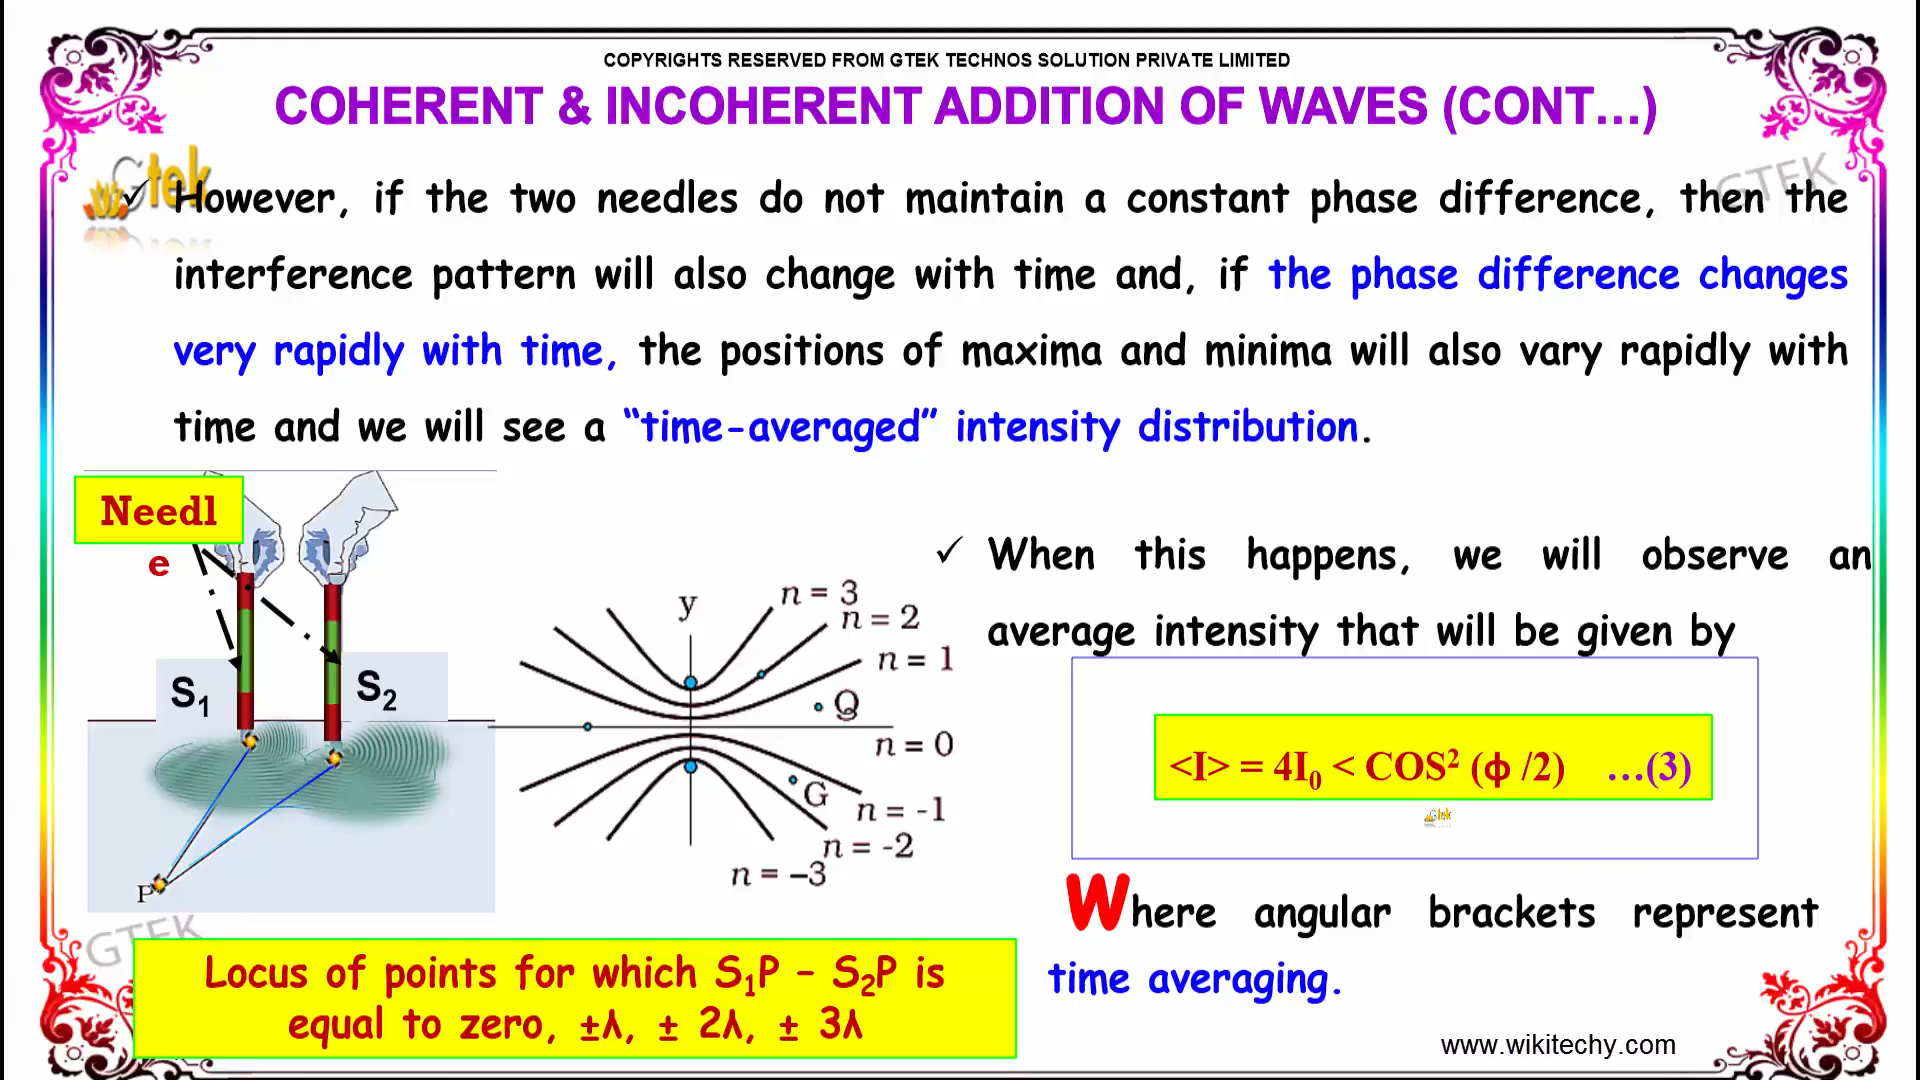 COPYRIGHTS RESERVED FROM GTEK TECHNOS SOLUTION PRIVATE LIMITED
COHERENT & INCOHERENT ADDITION OF WAVES (CONT...)
Gtek
GTEK
✓ However, if the two needles do not maintain a constant phase difference, then the
interference pattern will also change with time and, if the phase difference changes
very rapidly with time, the positions of maxima and minima will also vary rapidly with
time and we will see a “time-averaged” intensity distribution.
Needl
e
S₁
S₂
P
y
n = 3
n = 2
n = 1
Q
n = 0
G
n = -1
n = -2
n = –3
✓ When this happens, we will observe an
average intensity that will be given by
<I> = 4I₀ < COS² (ϕ /2) ...(3)
Gtek
Where angular brackets represent
time averaging.
GTEK
Locus of points for which S₁P – S₂P is
equal to zero, ±λ, ± 2λ, ± 3λ
www.wikitechy.com